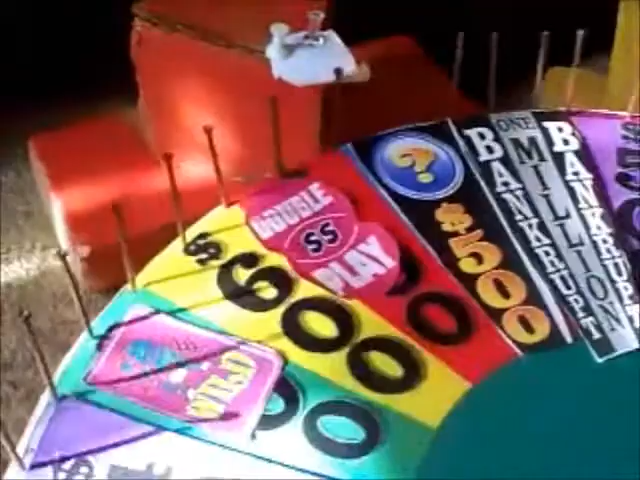 DOUBLE
$$
PLAY
$600
WILD
?
$500
BANKRUPT
ONE
MILLION
BANKRUPT